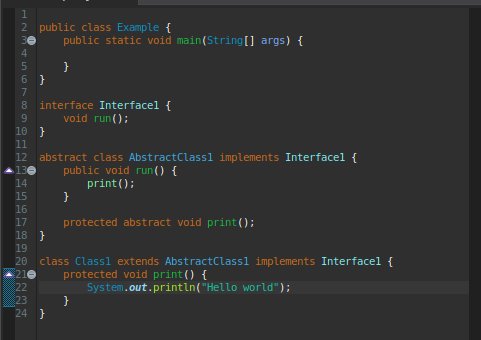 1
2 public class Example {
3 public static void main(String[] args) {
4
5 }
6 }
7
8 interface Interface1 {
9 void run();
10 }
11
12 abstract class AbstractClass1 implements Interface1 {
13 public void run() {
14 print();
15 }
16
17 protected abstract void print();
18 }
19
20 class Class1 extends AbstractClass1 implements Interface1 {
21 protected void print() {
22 System.out.println("Hello world");
23 }
24 }